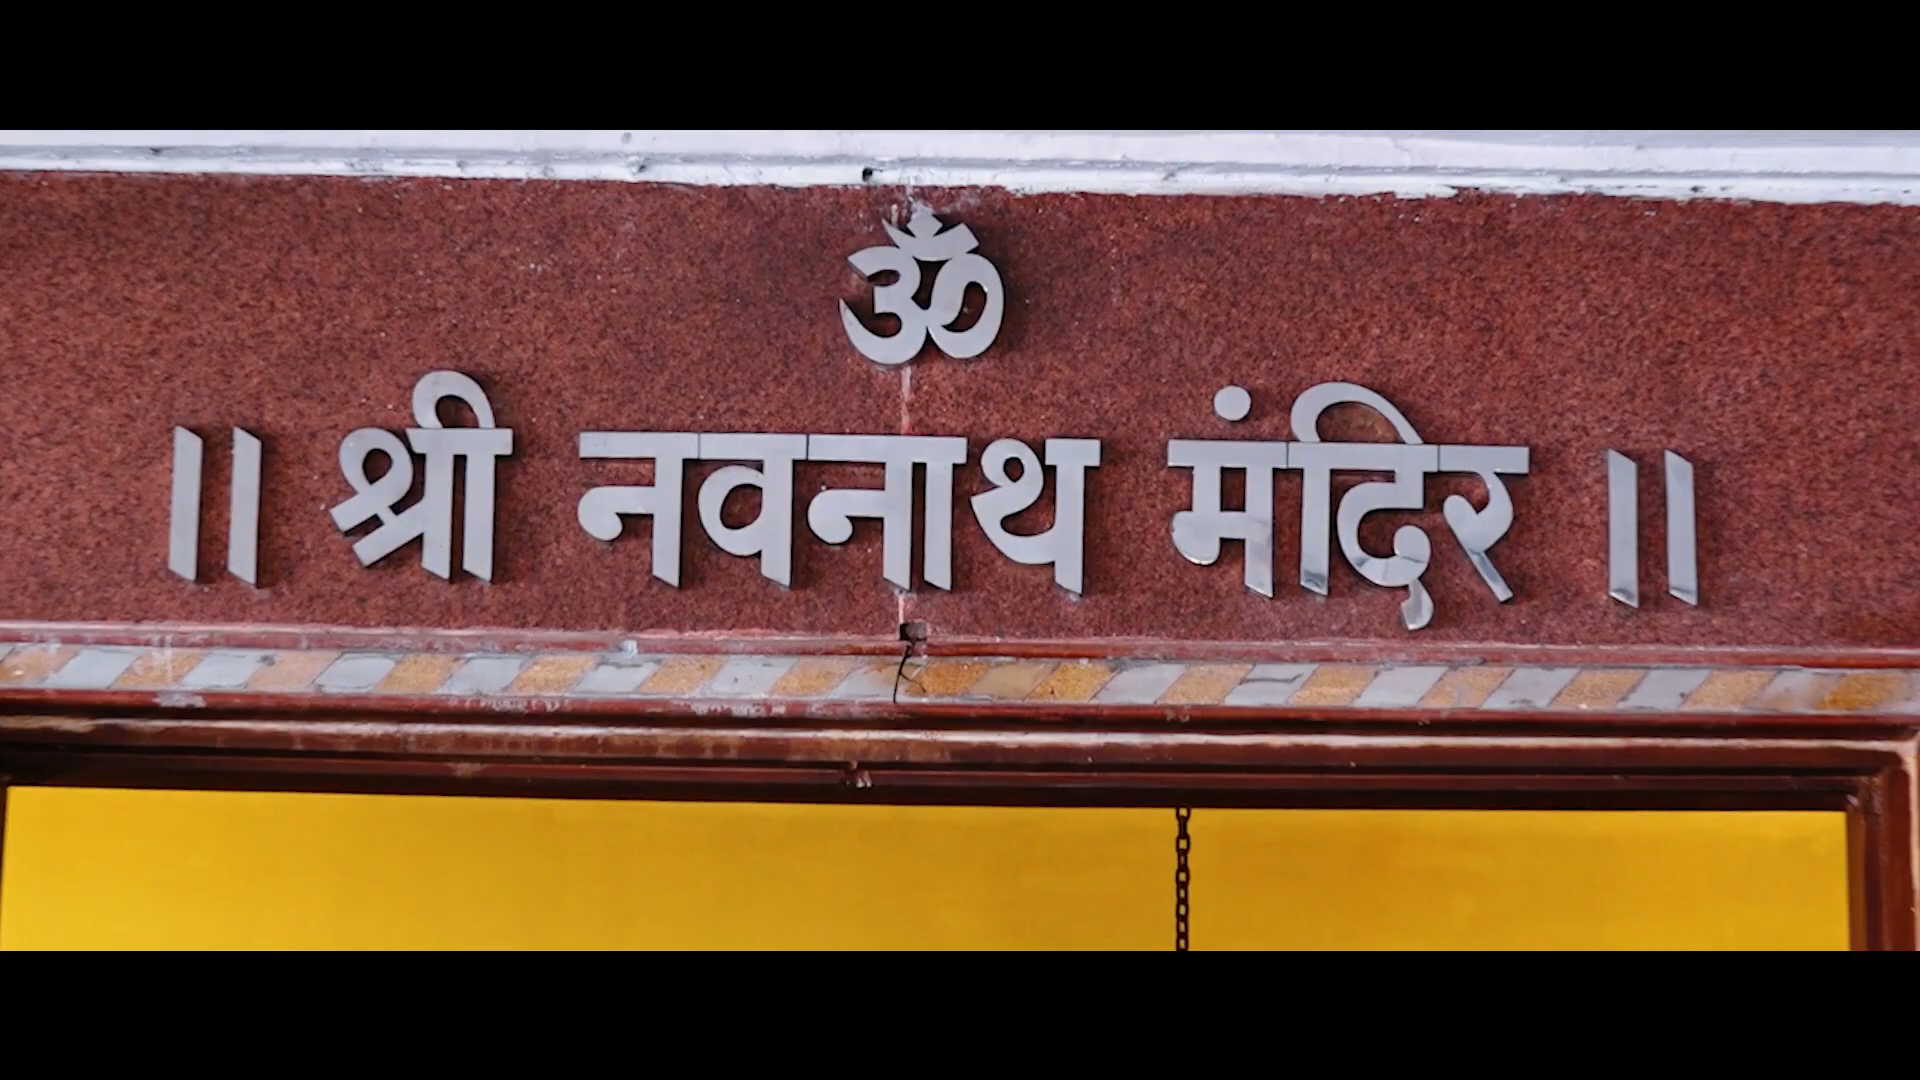 ॐ
॥ श्री नवनाथ मंदिर ॥